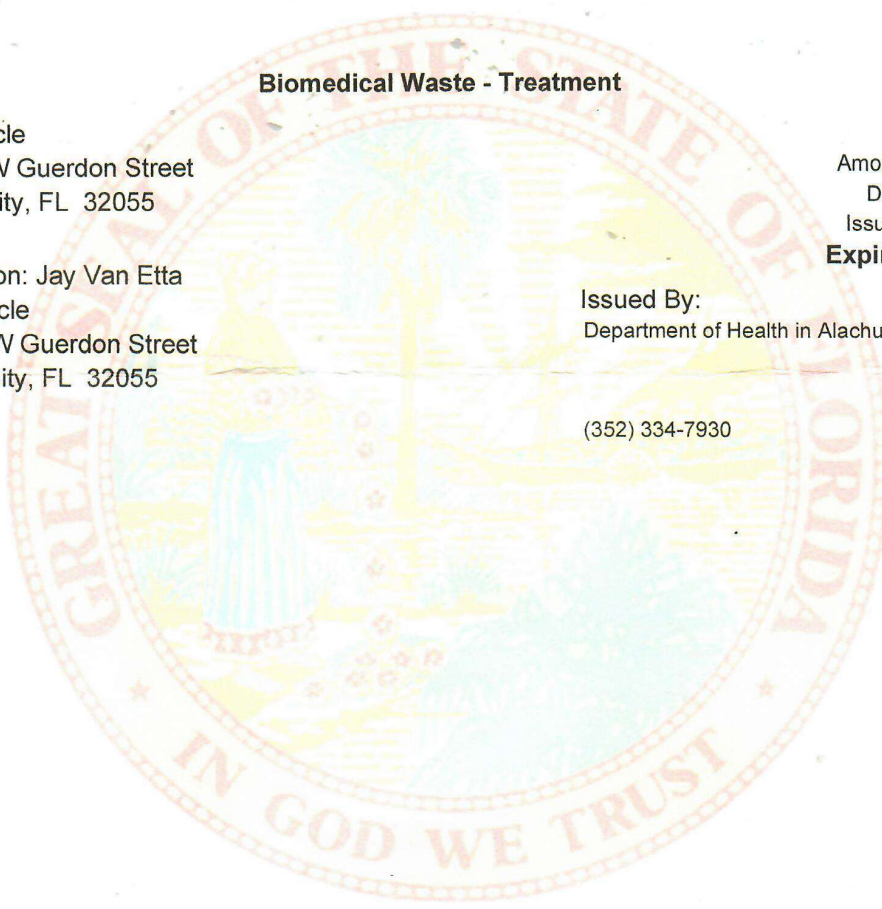 Biomedical Waste - Treatment
cle
W Guerdon Street
ity, FL 32055
on: Jay Van Etta
cle
W Guerdon Street
ity, FL 32055
Amo
D
Issu
Expir
Issued By:
Department of Health in Alachu
(352) 334-7930
GREAT SEAL OF THE STATE OF FLORIDA
IN GOD WE TRUST